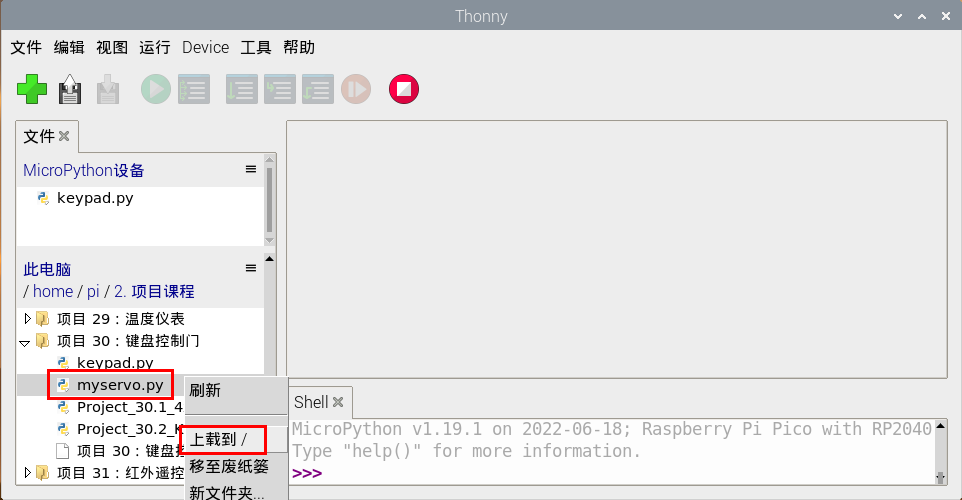 Thonny
文件 编辑 视图 运行 Device 工具 帮助
文件
MicroPython设备
keypad.py
此电脑
/ home / pi / 2. 项目课程
项目 29：温度仪表
项目 30：键盘控制门
keypad.py
myservo.py
Project_30.1_4
Project_30.2_K
项目 30：键盘
项目 31：红外遥控
刷新
上载到 /
移至废纸篓
新文件夹...
Shell
MicroPython v1.19.1 on 2022-06-18; Raspberry Pi Pico with RP2040
Type "help()" for more information.
>>>